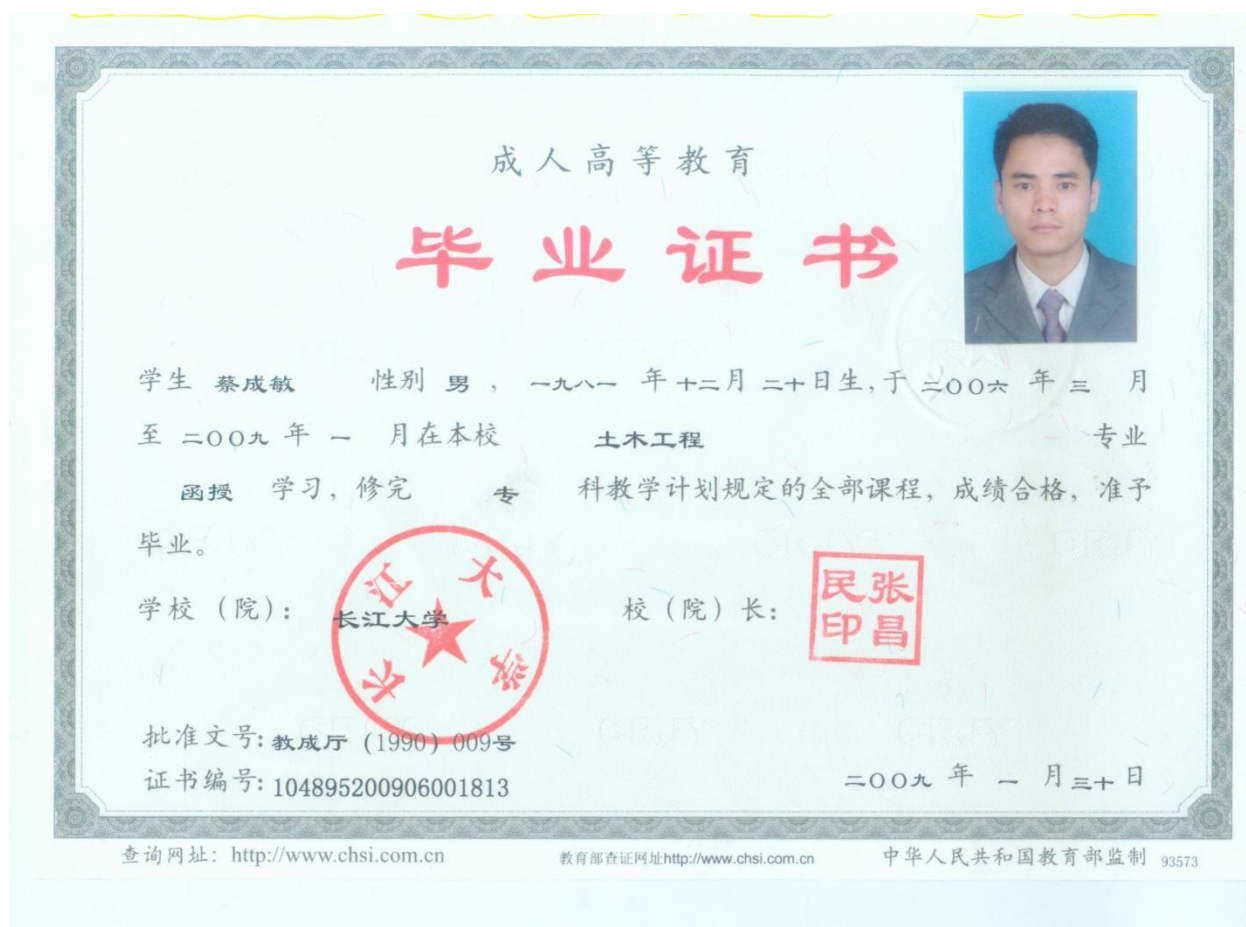 成人高等教育
毕业证书
学生 蔡成敏 性别 男 , 一九八一 年 十二月 二十日生,于 二〇〇六 年 三 月
至 二〇〇九 年 一 月在本校 土木工程 专业
函授 学习, 修完 专 科教学计划规定的全部课程, 成绩合格, 准予
毕业。
学校 (院): 长江大学 校 (院) 长:
长江大学
张昌民印
批准文号: 教成厅 (1990) 009号
证书编号: 104895200906001813 二〇〇九 年 一 月三十日
查询网址: http://www.chsi.com.cn 教育部查证网址http://www.chsi.com.cn 中华人民共和国教育部监制 93573